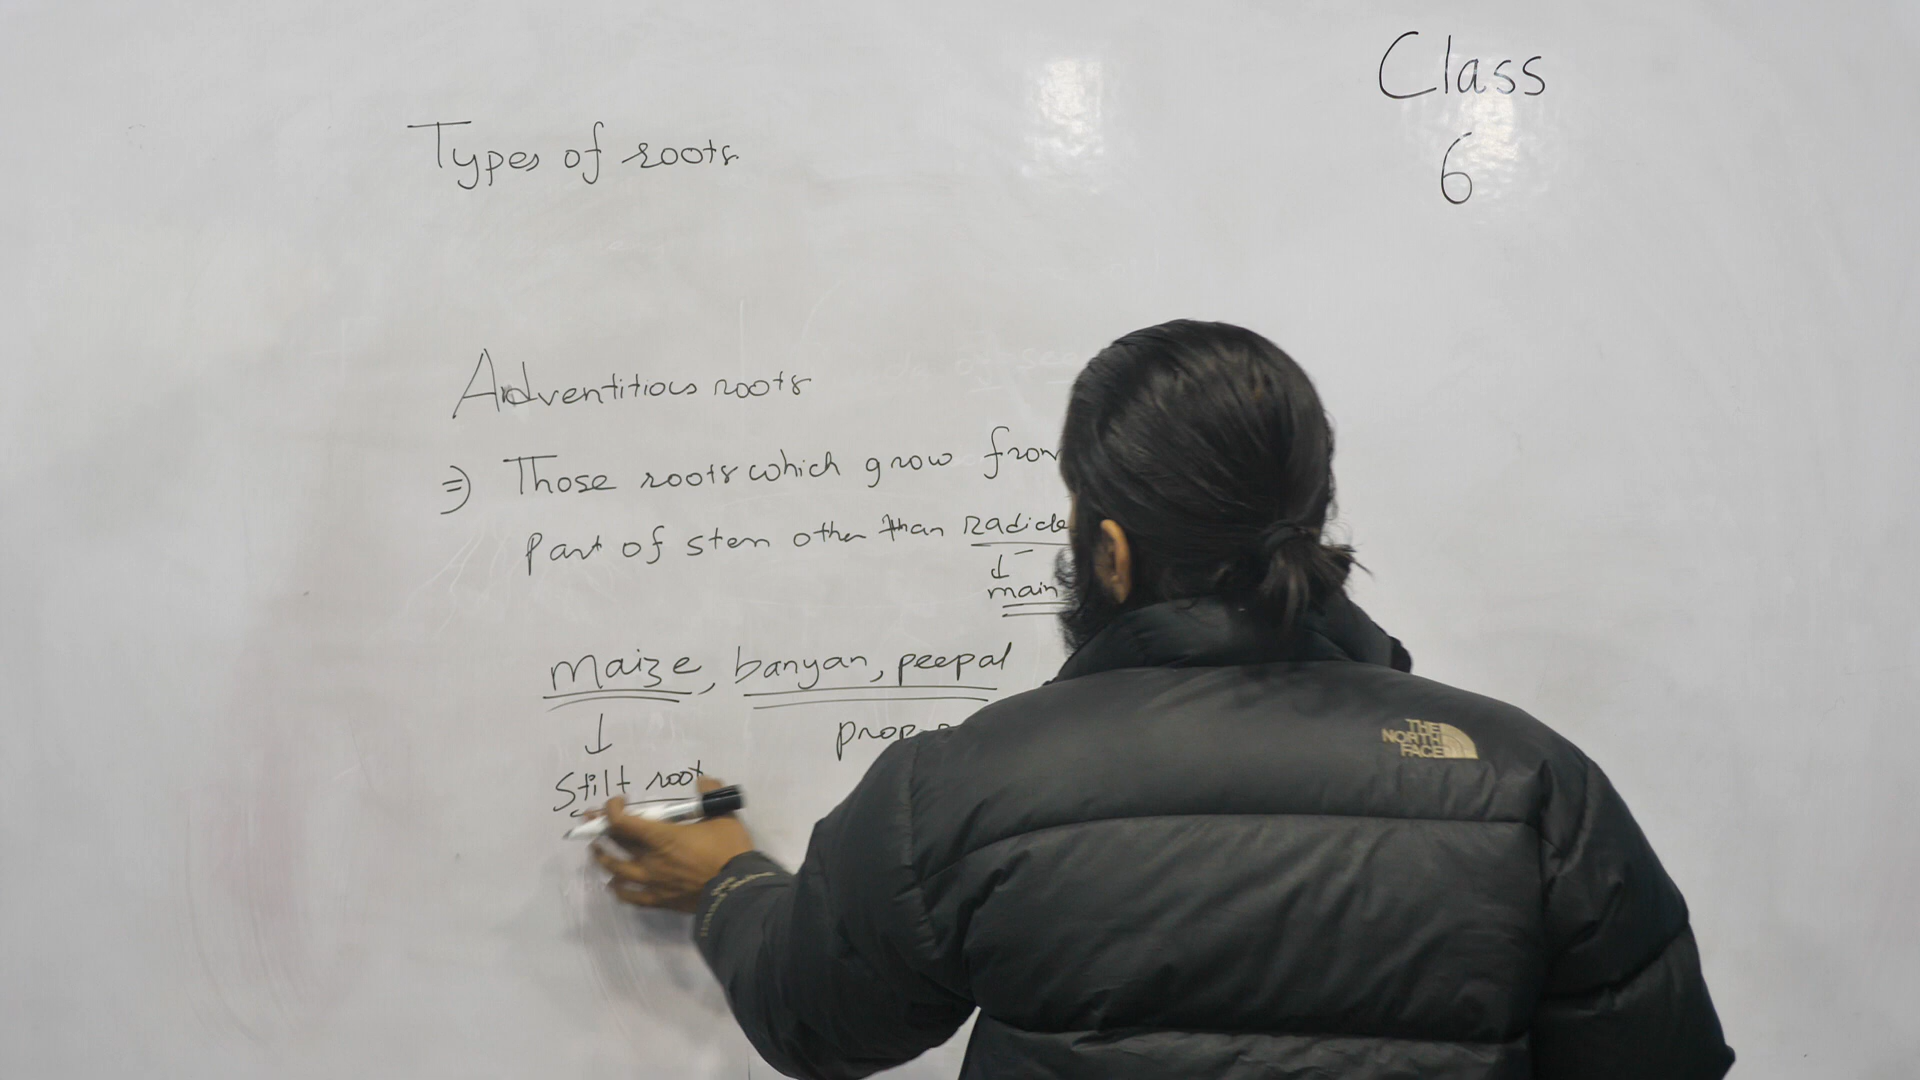 Class
6
Types of roots
Adventitious roots
⇒ Those roots which grow from
part of stem other than radicle
↓
main
Maize, banyan, peepal
↓
prop
Stilt root
THE
NORTH
FACE